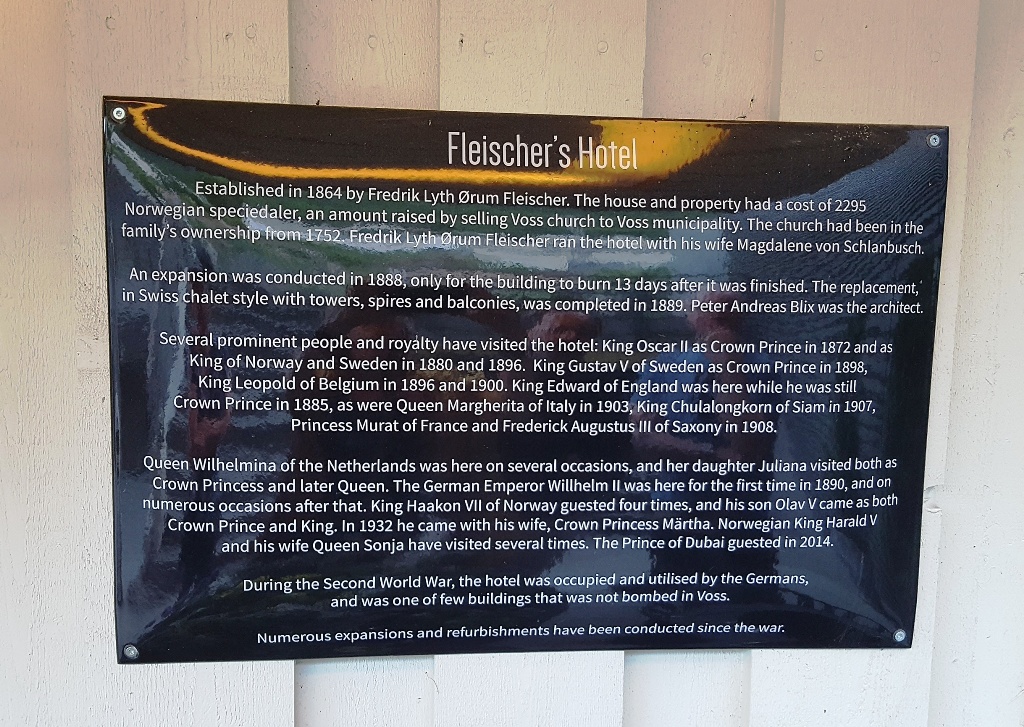 Fleischer's Hotel
Established in 1864 by Fredrik Lyth Ørum Fleischer. The house and property had a cost of 2295
Norwegian speciedaler, an amount raised by selling Voss church to Voss municipality. The church had been in the
family's ownership from 1752. Fredrik Lyth Ørum Fleischer ran the hotel with his wife Magdalene von Schlanbusch.
An expansion was conducted in 1888, only for the building to burn 13 days after it was finished. The replacement,
in Swiss chalet style with towers, spires and balconies, was completed in 1889. Peter Andreas Blix was the architect.
Several prominent people and royalty have visited the hotel: King Oscar II as Crown Prince in 1872 and as
King of Norway and Sweden in 1880 and 1896. King Gustav V of Sweden as Crown Prince in 1898,
King Leopold of Belgium in 1896 and 1900. King Edward of England was here while he was still
Crown Prince in 1885, as were Queen Margherita of Italy in 1903, King Chulalongkorn of Siam in 1907,
Princess Murat of France and Frederick Augustus III of Saxony in 1908.
Queen Wilhelmina of the Netherlands was here on several occasions, and her daughter Juliana visited both as
Crown Princess and later Queen. The German Emperor Willhelm II was here for the first time in 1890, and on
numerous occasions after that. King Haakon VII of Norway guested four times, and his son Olav V came as both
Crown Prince and King. In 1932 he came with his wife, Crown Princess Märtha. Norwegian King Harald V
and his wife Queen Sonja have visited several times. The Prince of Dubai guested in 2014.
During the Second World War, the hotel was occupied and utilised by the Germans,
and was one of few buildings that was not bombed in Voss.
Numerous expansions and refurbishments have been conducted since the war.